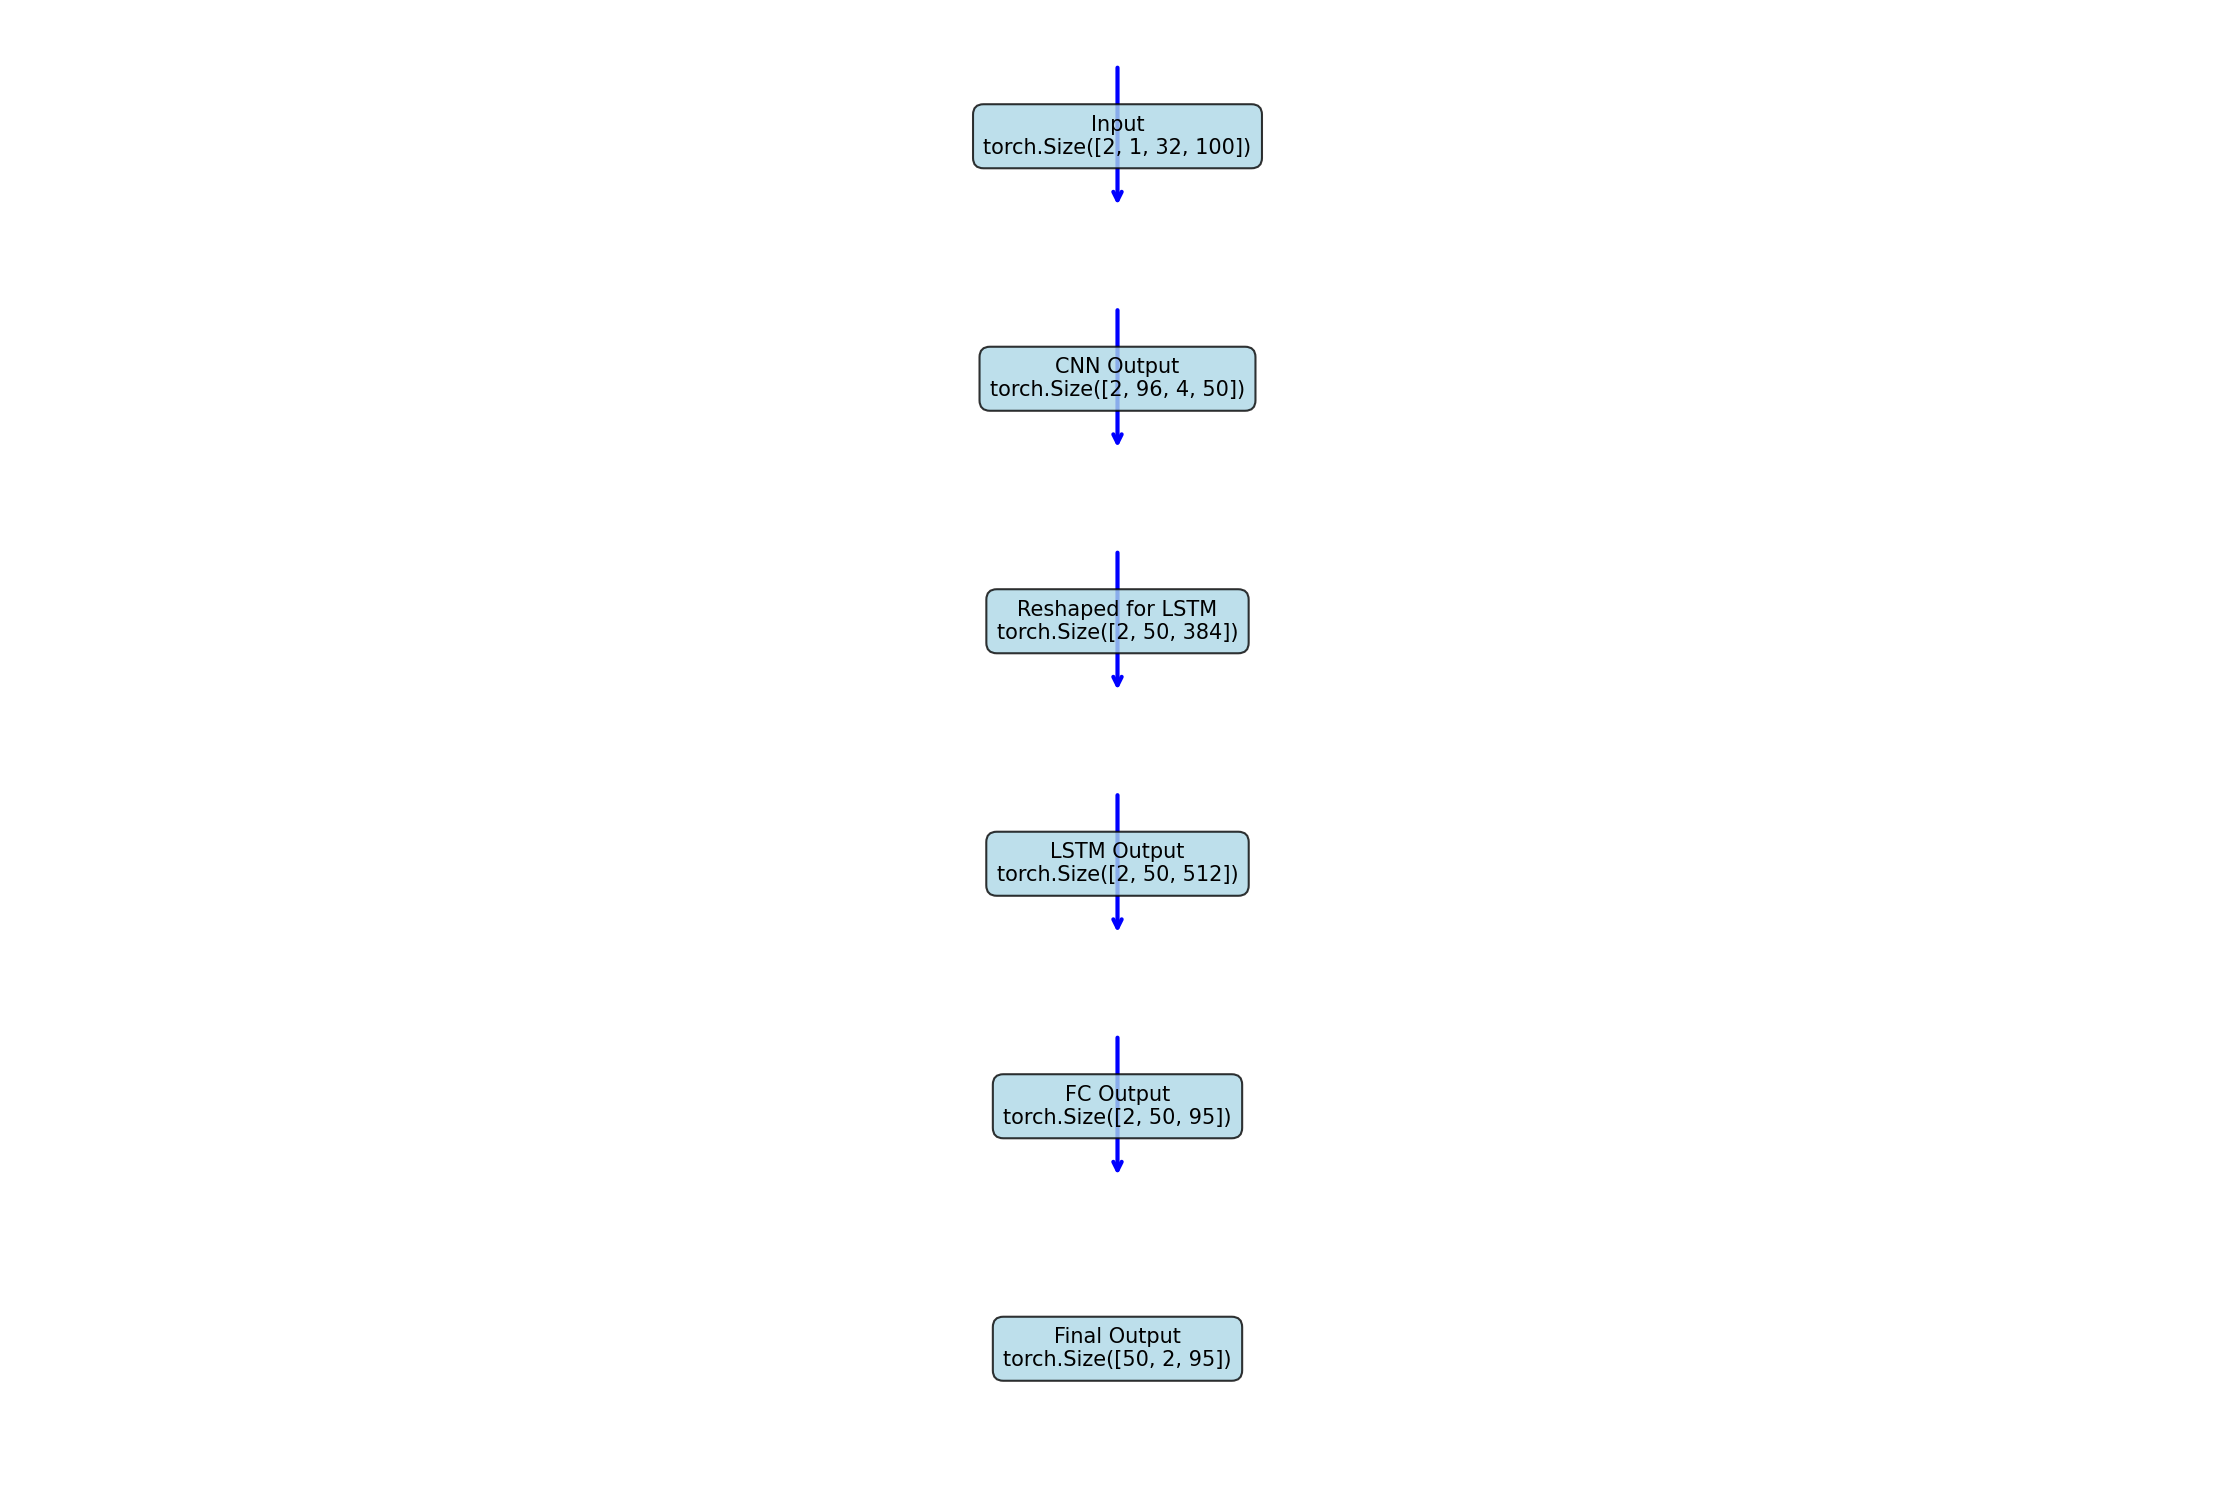 Input
torch.Size([2, 1, 32, 100])
CNN Output
torch.Size([2, 96, 4, 50])
Reshaped for LSTM
torch.Size([2, 50, 384])
LSTM Output
torch.Size([2, 50, 512])
FC Output
torch.Size([2, 50, 95])
Final Output
torch.Size([50, 2, 95])